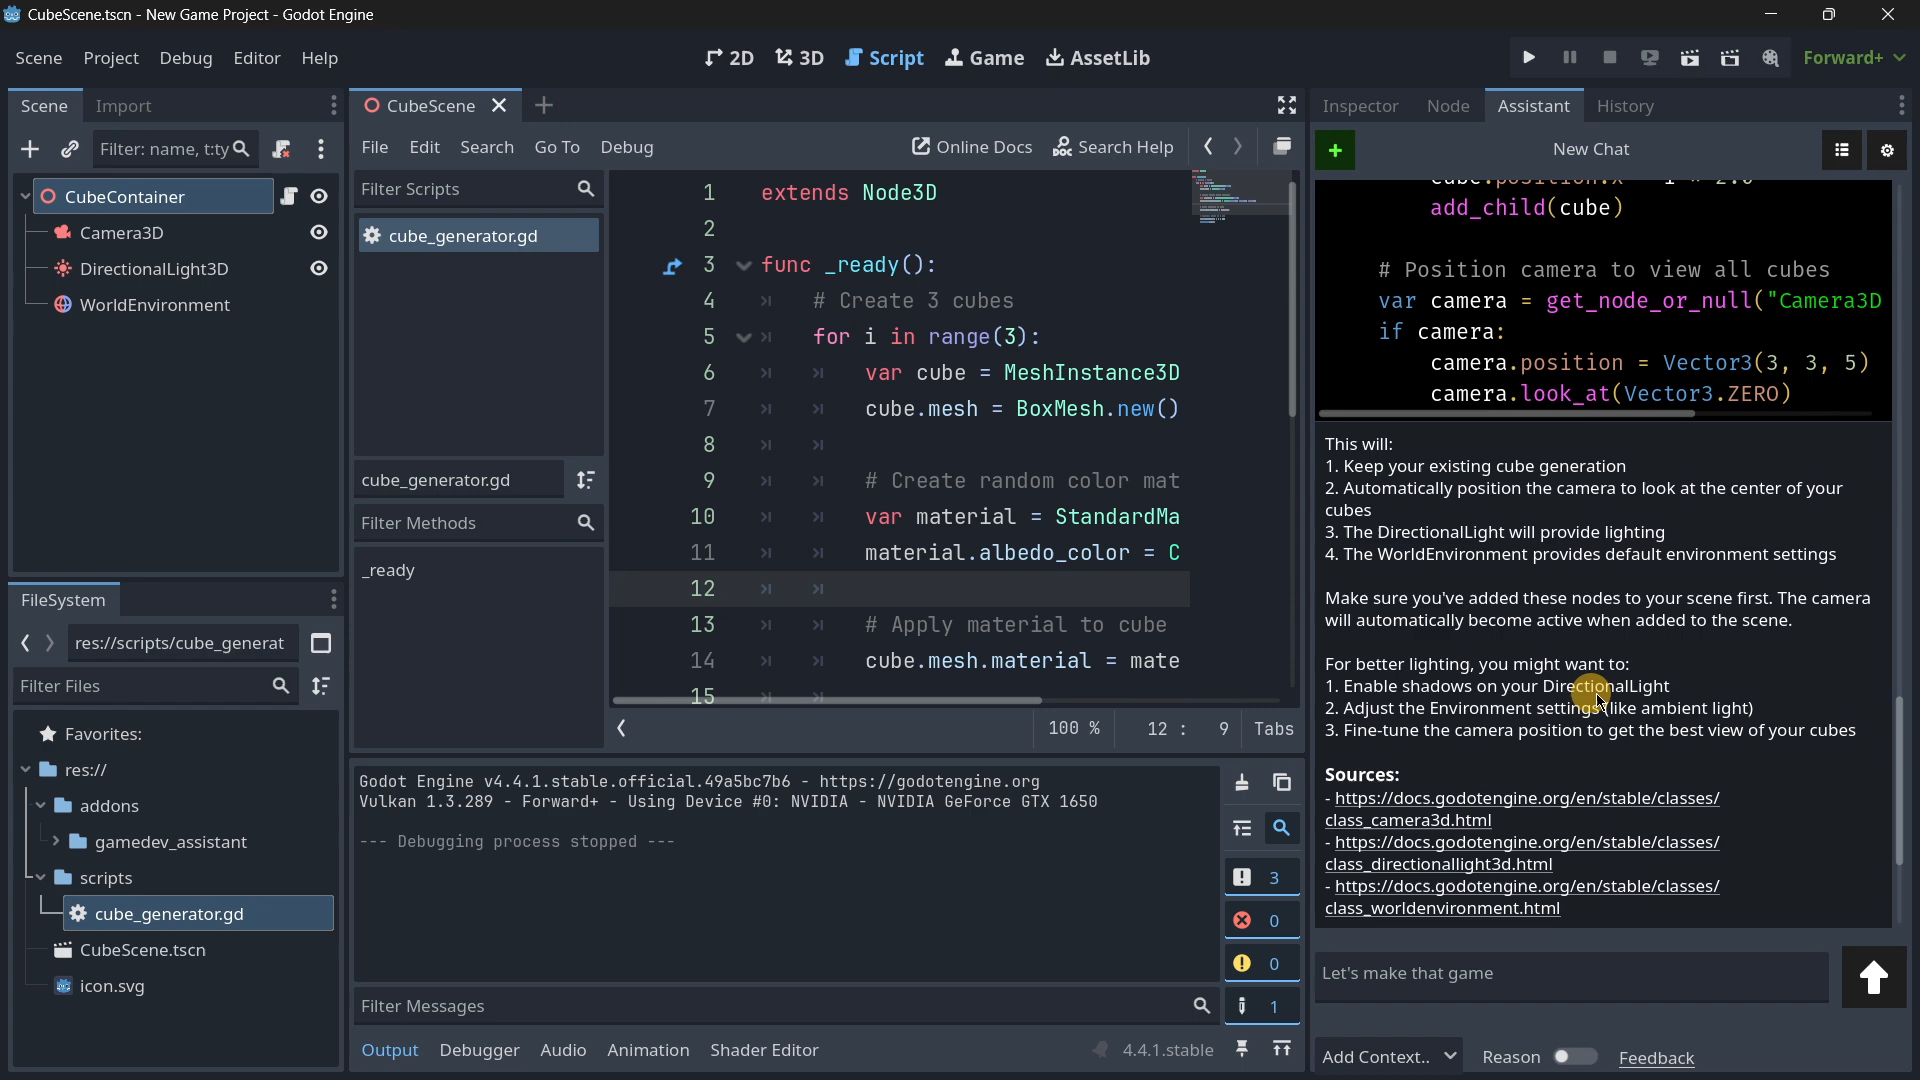 CubeScene.tscn - New Game Project - Godot Engine
Scene Project Debug Editor Help
2D 3D Script Game AssetLib
Forward+
Scene Import
Filter: name, t:ty
CubeContainer
Camera3D
DirectionalLight3D
WorldEnvironment
FileSystem
res://scripts/cube_generat
Filter Files
Favorites:
res://
addons
gamedev_assistant
scripts
cube_generator.gd
CubeScene.tscn
icon.svg
CubeScene
File Edit Search Go To Debug
Online Docs Search Help
Filter Scripts
cube_generator.gd
cube_generator.gd
Filter Methods
_ready
1 extends Node3D
2
3 func _ready():
4 # Create 3 cubes
5 for i in range(3):
6 var cube = MeshInstance3D
7 cube.mesh = BoxMesh.new()
8
9 # Create random color mat
10 var material = StandardMa
11 material.albedo_color = C
12
13 # Apply material to cube
14 cube.mesh.material = mate
15
100 % 12 : 9 Tabs
Godot Engine v4.4.1.stable.official.49a5bc7b6 - https://godotengine.org
Vulkan 1.3.289 - Forward+ - Using Device #0: NVIDIA - NVIDIA GeForce GTX 1650
--- Debugging process stopped ---
3
0
0
1
Filter Messages
Output Debugger Audio Animation Shader Editor
4.4.1.stable
Inspector Node Assistant History
+ New Chat
add_child(cube)
# Position camera to view all cubes
var camera = get_node_or_null("Camera3D
if camera:
camera.position = Vector3(3, 3, 5)
camera.look_at(Vector3.ZERO)
This will:
1. Keep your existing cube generation
2. Automatically position the camera to look at the center of your
cubes
3. The DirectionalLight will provide lighting
4. The WorldEnvironment provides default environment settings
Make sure you've added these nodes to your scene first. The camera
will automatically become active when added to the scene.
For better lighting, you might want to:
1. Enable shadows on your DirectionalLight
2. Adjust the Environment settings (like ambient light)
3. Fine-tune the camera position to get the best view of your cubes
Sources:
- https://docs.godotengine.org/en/stable/classes/
class_camera3d.html
- https://docs.godotengine.org/en/stable/classes/
class_directionallight3d.html
- https://docs.godotengine.org/en/stable/classes/
class_worldenvironment.html
Let's make that game
Add Context.. Reason Feedback